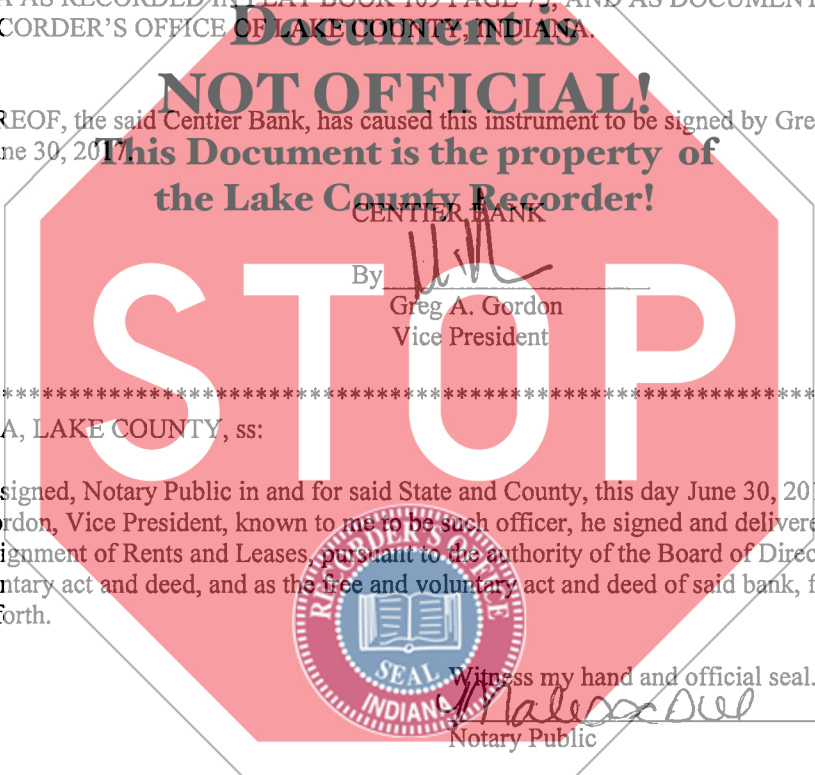 A AS RECORDED IN PLAT BOOK 109 PAGE 75, AND AS DOCUMENT
CORDER'S OFFICE OF LAKE COUNTY, INDIANA.
Document is
NOT OFFICIAL!
REOF, the said Centier Bank, has caused this instrument to be signed by Gre
ne 30, 2017.
This Document is the property of
the Lake County Recorder!
CENTIER BANK
By
Greg A. Gordon
Vice President
STOP
A, LAKE COUNTY, ss:
signed, Notary Public in and for said State and County, this day June 30, 201
rdon, Vice President, known to me to be such officer, he signed and delivere
ignment of Rents and Leases, pursuant to the authority of the Board of Direc
ntary act and deed, and as the free and voluntary act and deed of said bank, f
forth.
RECORDER'S OFFICE
SEAL
INDIANA
Witness my hand and official seal.
Notary Public